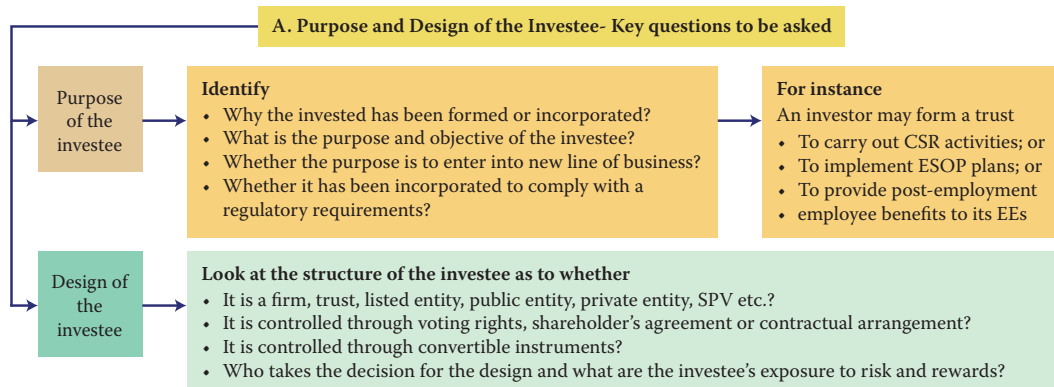 A. Purpose and Design of the Investee- Key questions to be asked
Purpose
of the
investee
Identify
• Why the invested has been formed or incorporated?
• What is the purpose and objective of the investee?
• Whether the purpose is to enter into new line of business?
• Whether it has been incorporated to comply with a
regulatory requirements?
For instance
An investor may form a trust
• To carry out CSR activities; or
• To implement ESOP plans; or
• To provide post-employment
• employee benefits to its EEs
Design of
the
investee
Look at the structure of the investee as to whether
• It is a firm, trust, listed entity, public entity, private entity, SPV etc.?
• It is controlled through voting rights, shareholder’s agreement or contractual arrangement?
• It is controlled through convertible instruments?
• Who takes the decision for the design and what are the investee’s exposure to risk and rewards?